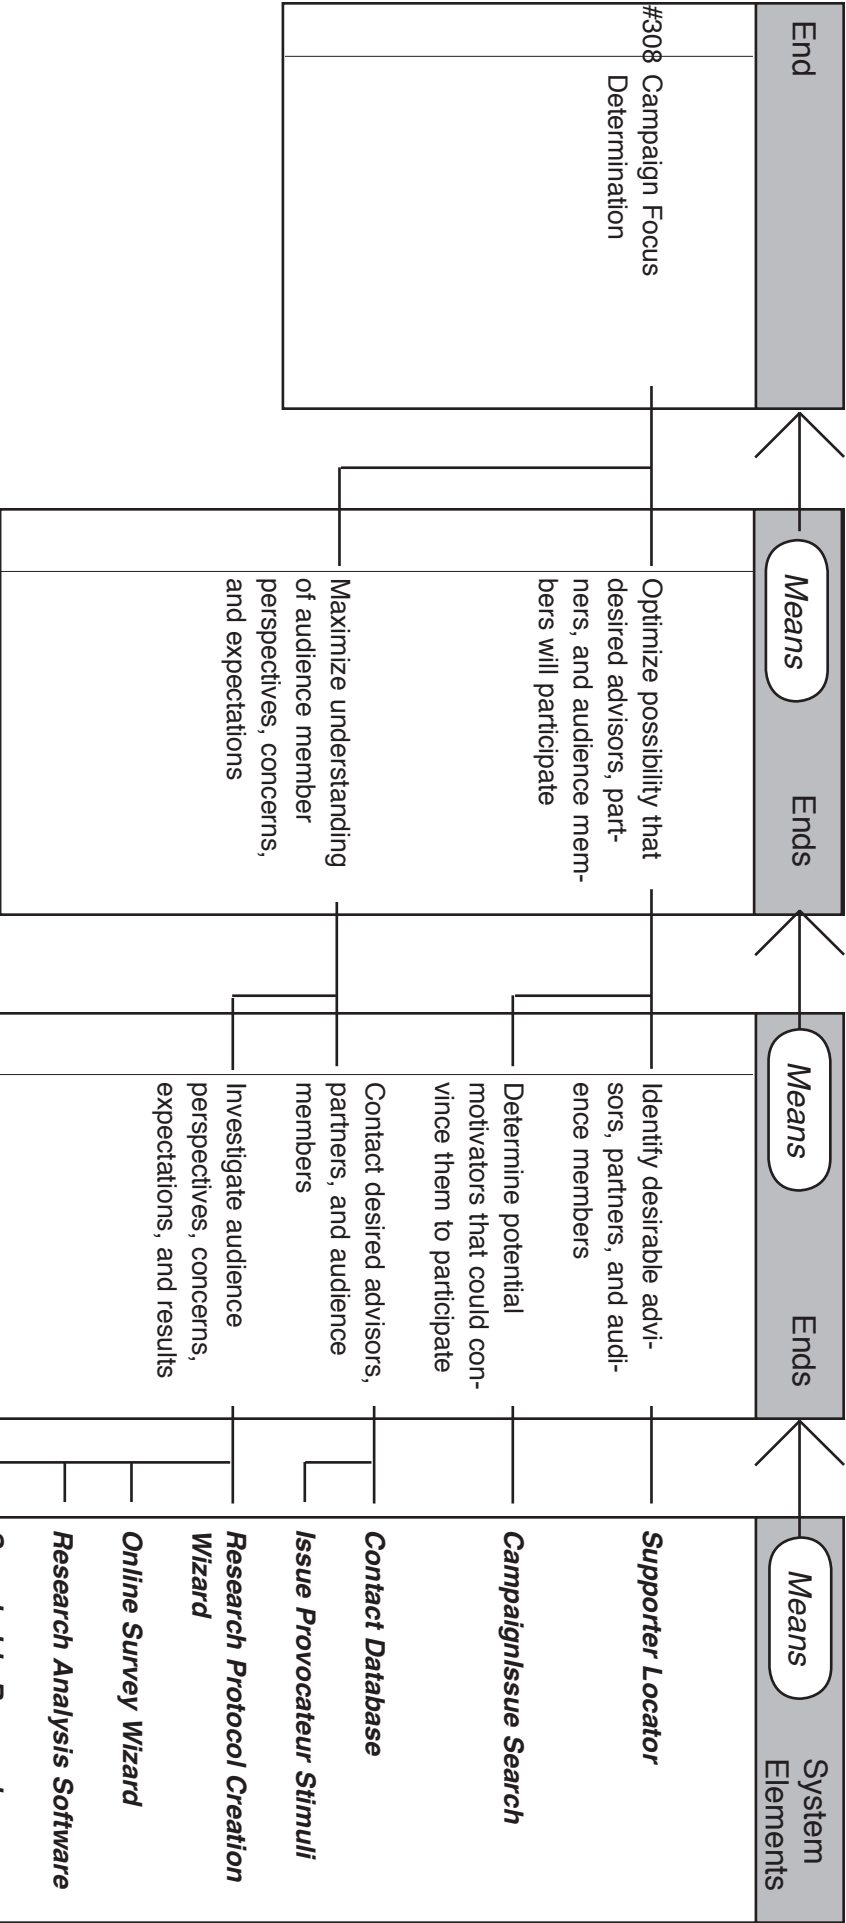 End
#308 Campaign Focus
Determination
Means
Ends
Optimize possibility that
desired advisors, part-
ners, and audience mem-
bers will participate
Maximize understanding
of audience member
perspectives, concerns,
and expectations
Means
Ends
Identify desirable advi-
sors, partners, and audi-
ence members
Determine potential
motivators that could con-
vince them to participate
Contact desired advisors,
partners, and audience
members
Investigate audience
perspectives, concerns,
expectations, and results
Means
System
Elements
Supporter Locator
CampaignIssue Search
Contact Database
Issue Provocateur Stimuli
Research Protocol Creation
Wizard
Online Survey Wizard
Research Analysis Software